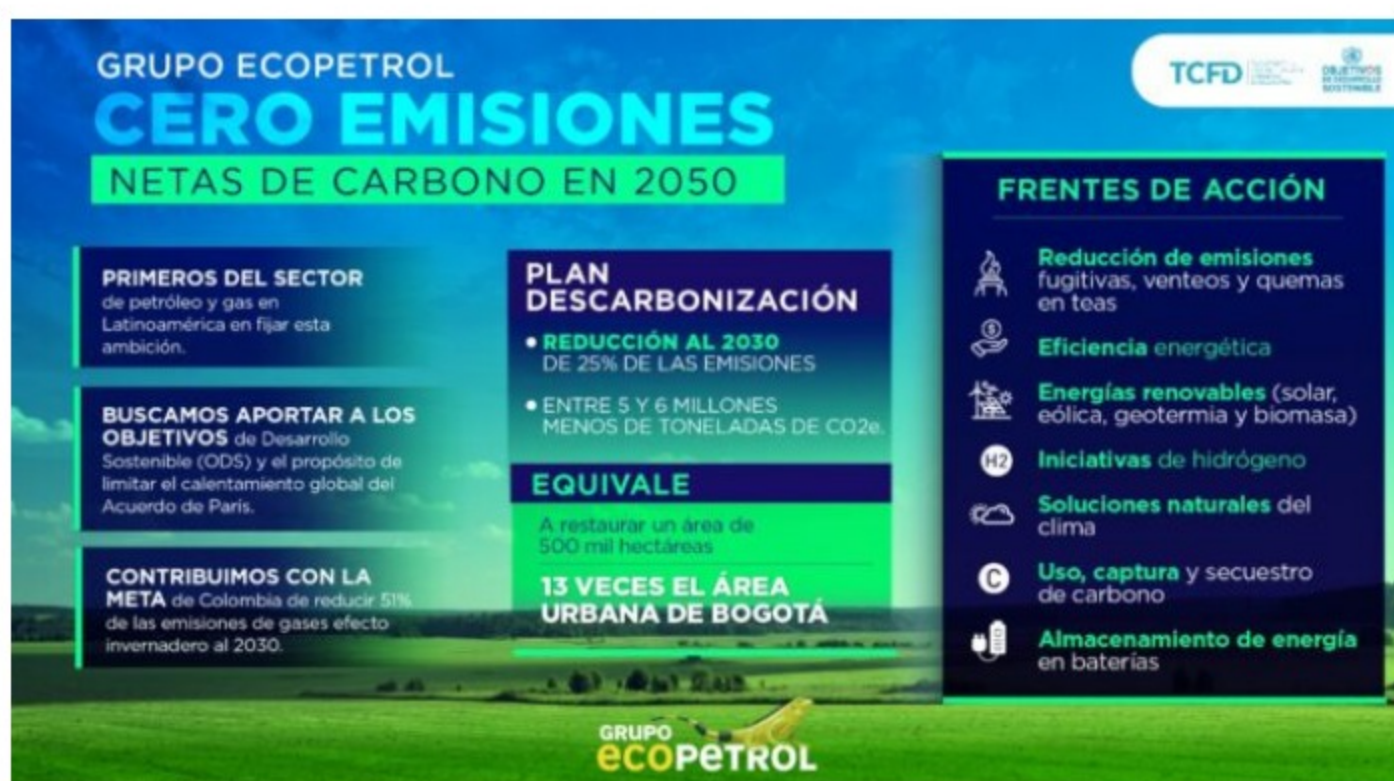 GRUPO ECOPETROL
CERO EMISIONES
NETAS DE CARBONO EN 2050
TCFD
OBJETIVOS
DE DESARROLLO
SOSTENIBLE
PRIMEROS DEL SECTOR
de petróleo y gas en
Latinoamérica en fijar esta
ambición.
BUSCAMOS APORTAR A LOS
OBJETIVOS de Desarrollo
Sostenible (ODS) y el propósito de
limitar el calentamiento global del
Acuerdo de París.
CONTRIBUIMOS CON LA
META de Colombia de reducir 51%
de las emisiones de gases efecto
invernadero al 2030.
PLAN
DESCARBONIZACIÓN
• REDUCCIÓN AL 2030
DE 25% DE LAS EMISIONES
• ENTRE 5 Y 6 MILLONES
MENOS DE TONELADAS DE CO2e.
EQUIVALE
A restaurar un área de
500 mil hectáreas
13 VECES EL ÁREA
URBANA DE BOGOTÁ
FRENTES DE ACCIÓN
Reducción de emisiones
fugitivas, venteos y quemas
en teas
Eficiencia energética
Energías renovables (solar,
eólica, geotermia y biomasa)
H2 Iniciativas de hidrógeno
Soluciones naturales del
clima
C Uso, captura y secuestro
de carbono
Almacenamiento de energía
en baterías
GRUPO
ecopetrol